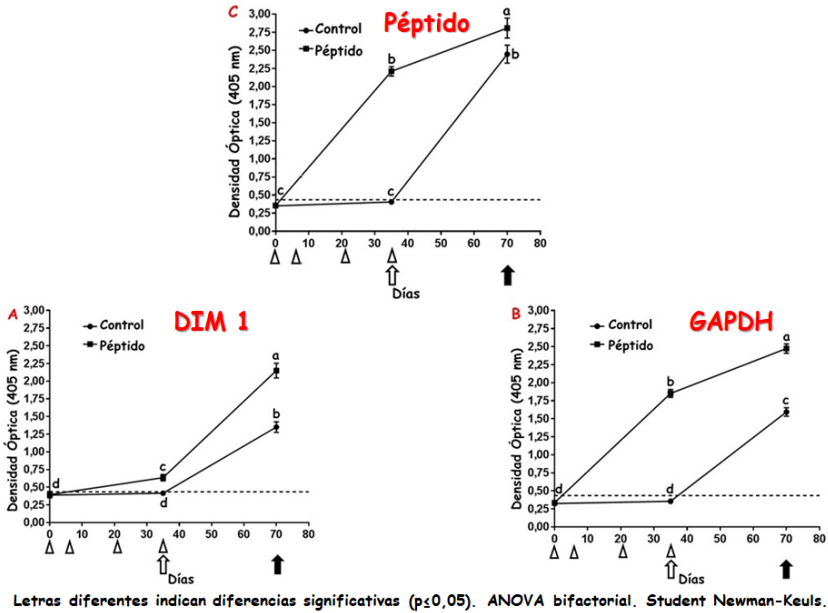 C
Péptido
Control
Péptido
Densidad Óptica (405 nm)
3,00
2,75
2,50
2,25
2,00
1,75
1,50
1,25
1,00
0,75
0,50
0,25
0,00
c
b
a
c
b
0 10 20 30 40 50 60 70 80
Días
A
DIM 1
Control
Péptido
Densidad Óptica (405 nm)
3,00
2,75
2,50
2,25
2,00
1,75
1,50
1,25
1,00
0,75
0,50
0,25
0,00
d
c
a
d
b
0 10 20 30 40 50 60 70 80
Días
B
GAPDH
Control
Péptido
Densidad Óptica (405 nm)
3,00
2,75
2,50
2,25
2,00
1,75
1,50
1,25
1,00
0,75
0,50
0,25
0,00
d
b
a
d
c
0 10 20 30 40 50 60 70 80
Días
Letras diferentes indican diferencias significativas (p≤0,05). ANOVA bifactorial. Student Newman-Keuls.